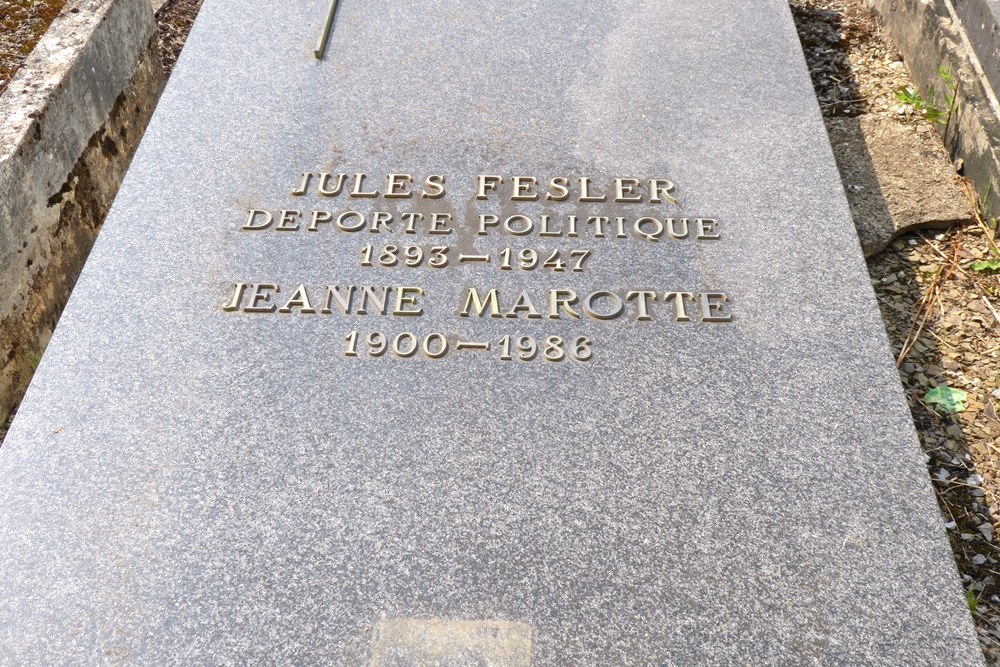 JULES FESLER
DEPORTE POLITIQUE
1893-1947
JEANNE MAROTTE
1900-1986